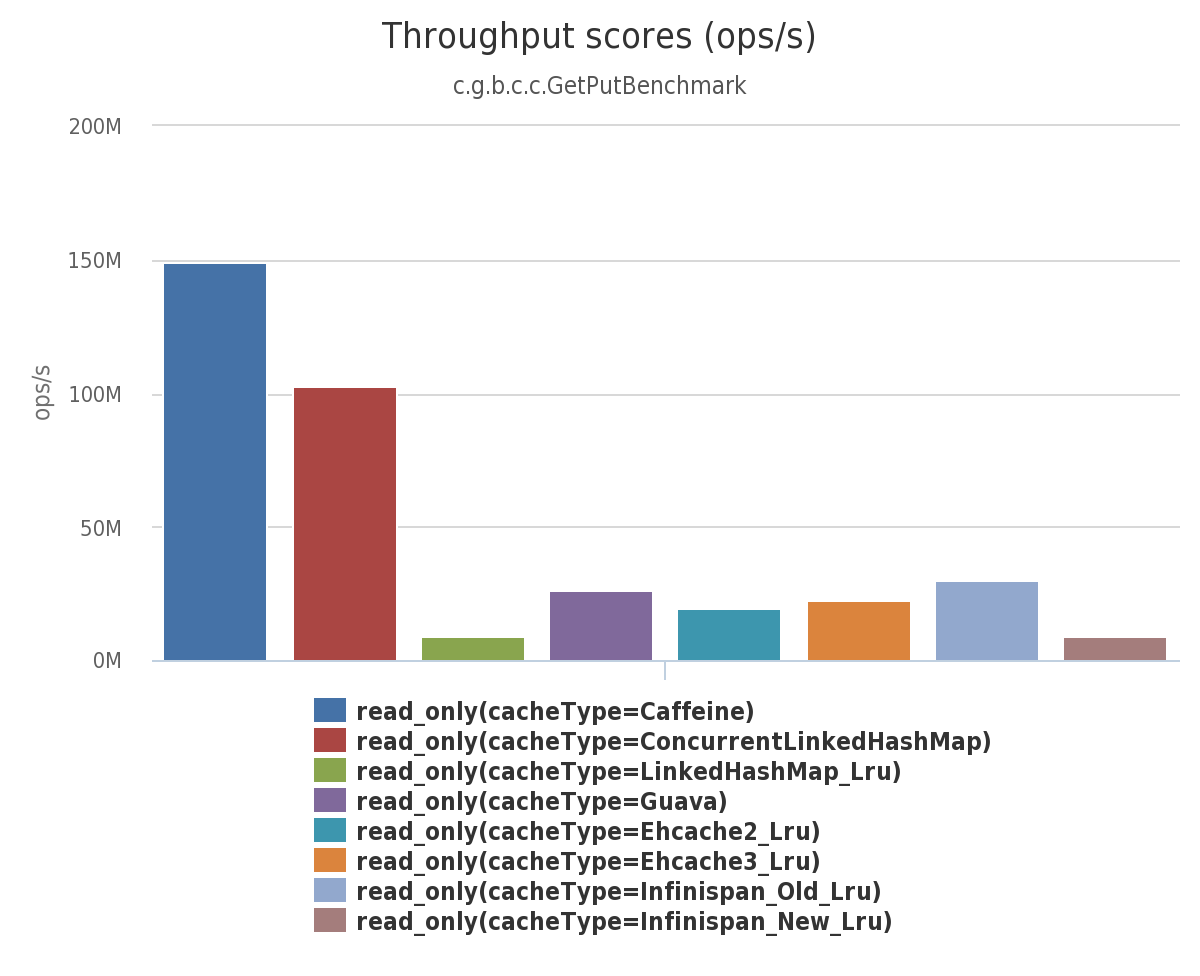 Throughput scores (ops/s)
c.g.b.c.c.GetPutBenchmark
200M
150M
100M
50M
0M
ops/s
read_only(cacheType=Caffeine)
read_only(cacheType=ConcurrentLinkedHashMap)
read_only(cacheType=LinkedHashMap_Lru)
read_only(cacheType=Guava)
read_only(cacheType=Ehcache2_Lru)
read_only(cacheType=Ehcache3_Lru)
read_only(cacheType=Infinispan_Old_Lru)
read_only(cacheType=Infinispan_New_Lru)